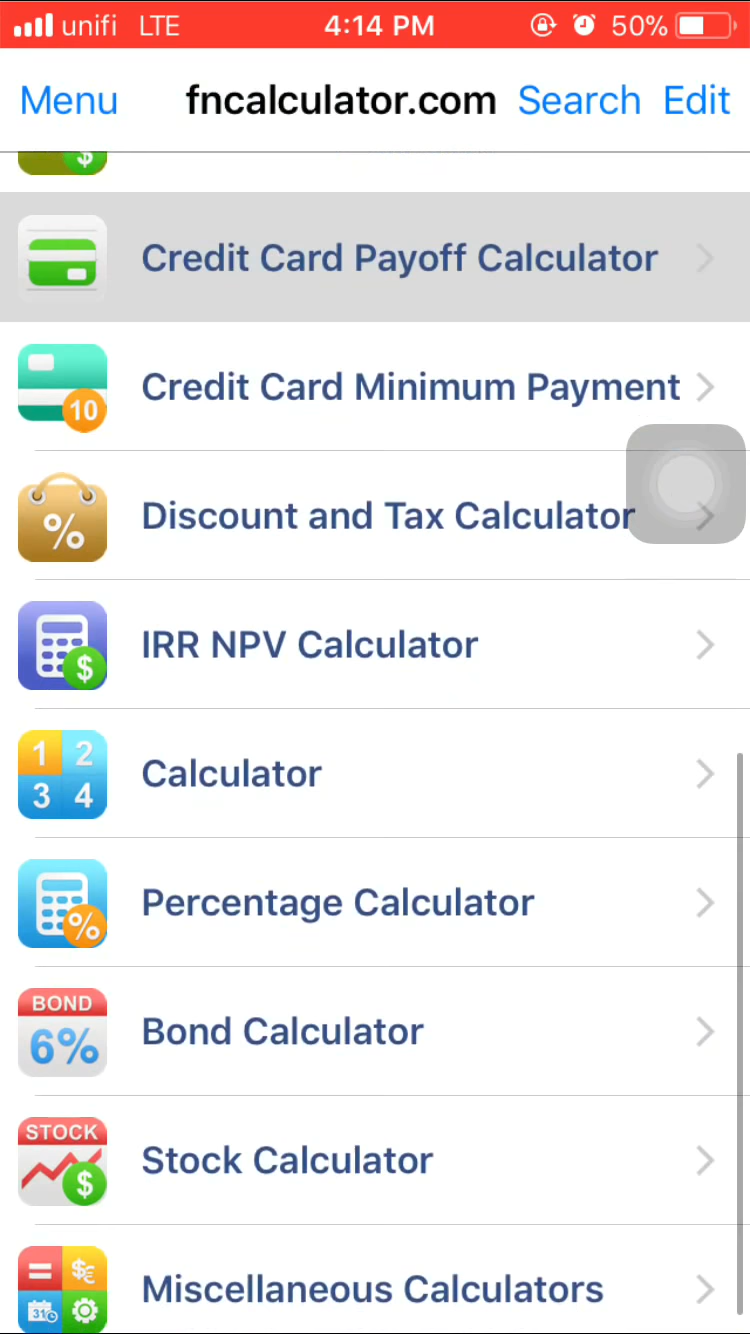 unifi LTE 4:14 PM 50%
Menu fncalculator.com Search Edit
$
Credit Card Payoff Calculator
10
Credit Card Minimum Payment
%
Discount and Tax Calculator
$
IRR NPV Calculator
1 2
3 4
Calculator
%
Percentage Calculator
BOND
6%
Bond Calculator
STOCK
$
Stock Calculator
= $€
31
Miscellaneous Calculators